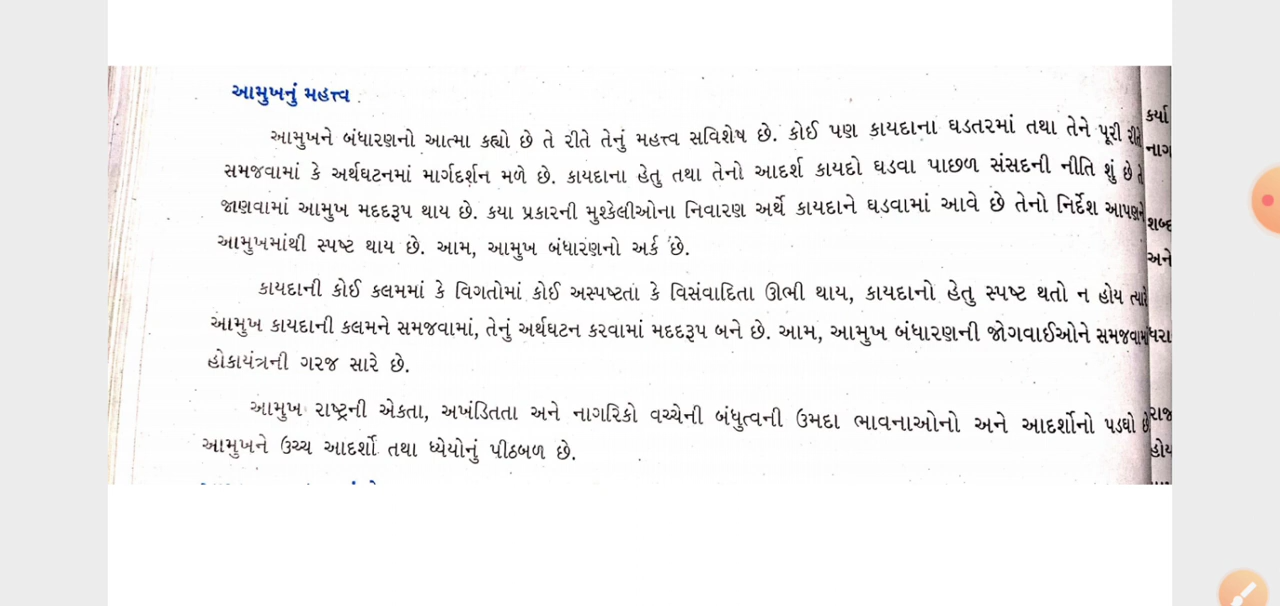 આમુખનું મહત્ત્વ
આમુખને બંધારણનો આત્મા કહ્યો છે તે રીતે તેનું મહત્ત્વ સવિશેષ છે. કોઈ પણ કાયદાના ઘડતરમાં તથા તેને પૂરી રીતે
સમજવામાં કે અર્થઘટનમાં માર્ગદર્શન મળે છે. કાયદાના હેતુ તથા તેનો આદર્શ કાયદો ઘડવા પાછળ સંસદની નીતિ શું છે તે
જાણવામાં આમુખ મદદરૂપ થાય છે. કયા પ્રકારની મુશ્કેલીઓના નિવારણ અર્થે કાયદાને ઘડવામાં આવે છે તેનો નિર્દેશ આપણને
આમુખમાંથી સ્પષ્ટ થાય છે. આમ, આમુખ બંધારણનો અર્ક છે.
કાયદાની કોઈ કલમમાં કે વિગતોમાં કોઈ અસ્પષ્ટતા કે વિસંવાદિતા ઊભી થાય, કાયદાનો હેતુ સ્પષ્ટ થતો ન હોય ત્યારે
આમુખ કાયદાની કલમને સમજવામાં, તેનું અર્થઘટન કરવામાં મદદરૂપ બને છે. આમ, આમુખ બંધારણની જોગવાઈઓને સમજવામાં
હોકાયંત્રની ગરજ સારે છે.
આમુખ રાષ્ટ્રની એકતા, અખંડિતતા અને નાગરિકો વચ્ચેની બંધુત્વની ઉમદા ભાવનાઓનો અને આદર્શોનો પડઘો છે
આમુખને ઉચ્ચ આદર્શો તથા ધ્યેયોનું પીઠબળ છે.
કર્યા
નાગ
શબ્દ
અને
ધરા
રાજ
હોય